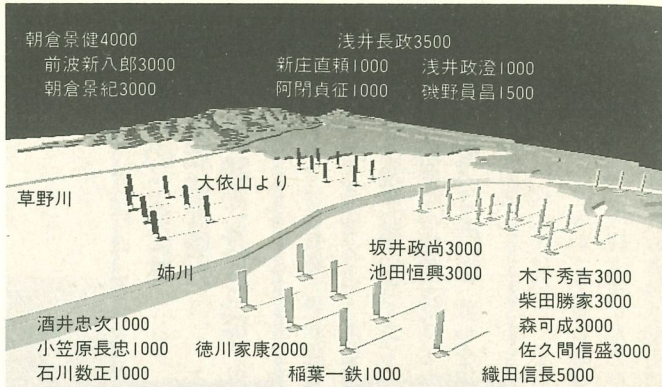 朝倉景健4000
前波新八郎3000
朝倉景紀3000
浅井長政3500
新庄直頼1000 浅井政澄1000
阿閉貞征1000 磯野員昌1500
大依山より
草野川
姉川
坂井政尚3000
池田恒興3000
木下秀吉3000
柴田勝家3000
森可成3000
佐久間信盛3000
織田信長5000
酒井忠次1000
小笠原長忠1000
石川数正1000
徳川家康2000
稲葉一鉄1000